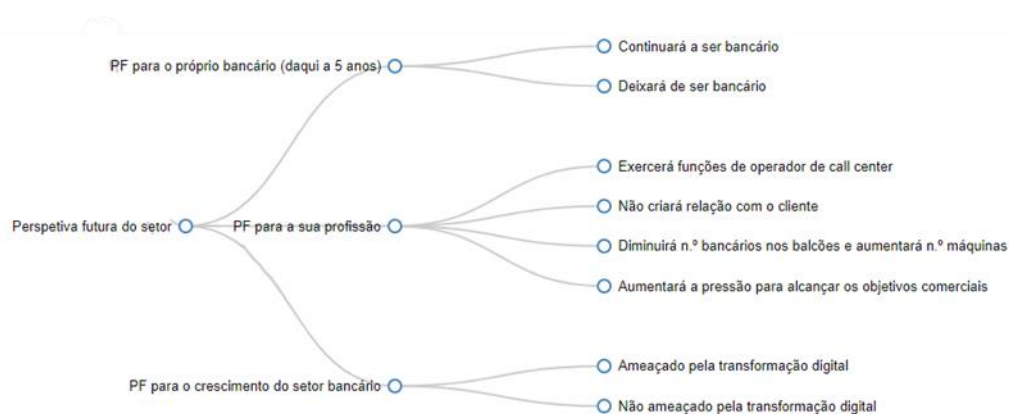 Perspetiva futura do setor
PF para o próprio bancário (daqui a 5 anos)
Continuará a ser bancário
Deixará de ser bancário
PF para a sua profissão
Exercerá funções de operador de call center
Não criará relação com o cliente
Diminuirá n.º bancários nos balcões e aumentará n.º máquinas
Aumentará a pressão para alcançar os objetivos comerciais
PF para o crescimento do setor bancário
Ameaçado pela transformação digital
Não ameaçado pela transformação digital